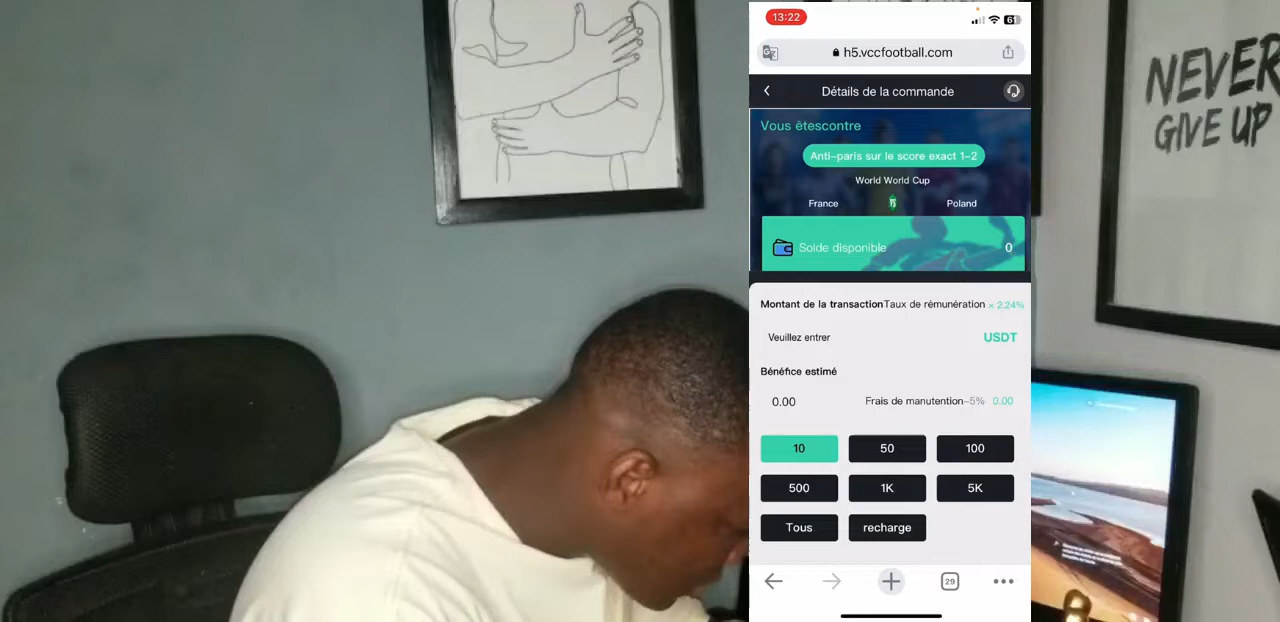 13:22
61
h5.vccfootball.com
Détails de la commande
Vous êtescontre
Anti-paris sur le score exact 1-2
World World Cup
France
Poland
Solde disponible
0
Montant de la transactionTaux de rémunération × 2.24%
Veuillez entrer
USDT
Bénéfice estimé
0.00
Frais de manutention-5% 0.00
10
50
100
500
1K
5K
Tous
recharge
29
NEVER
GIVE UP